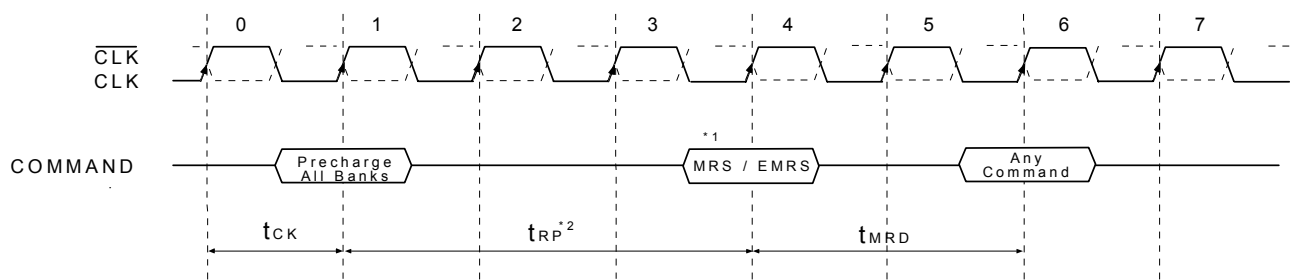 0 1 2 3 4 5 6 7
CLK
CLK
*1
COMMAND
Precharge
All Banks
MRS / EMRS
Any
Command
tCK
tRP*2
tMRD